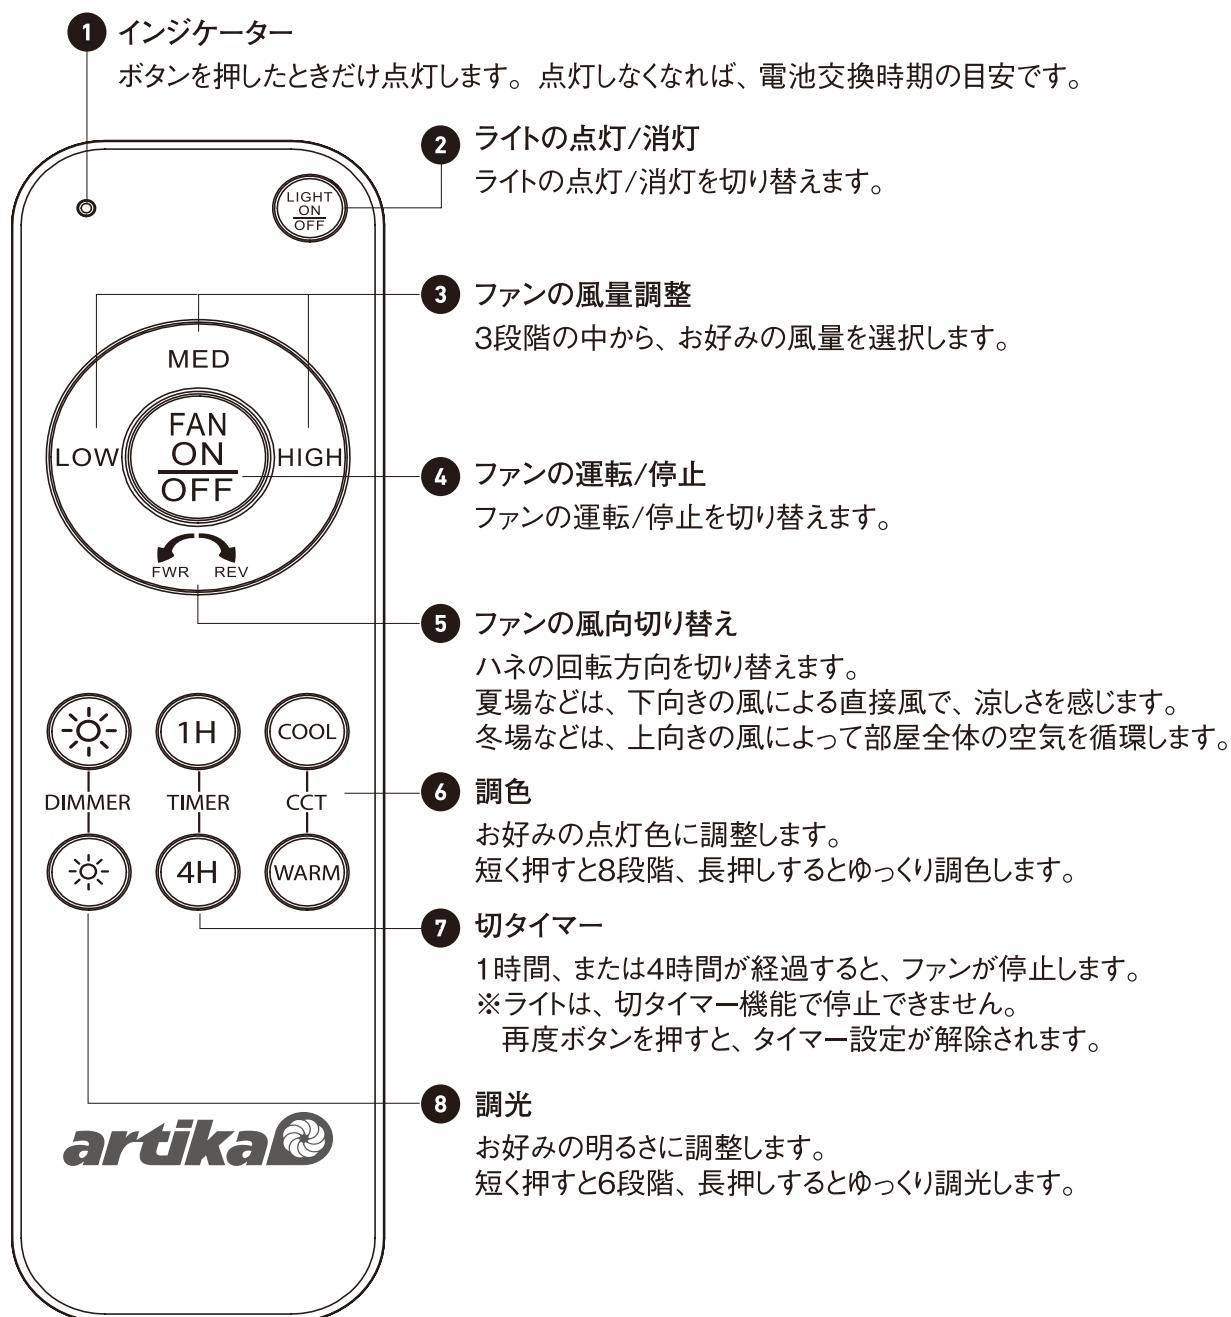 1 インジケーター
ボタンを押したときだけ点灯します。点灯しなくなれば、電池交換時期の目安です。
2 ライトの点灯/消灯
ライトの点灯/消灯を切り替えます。
LIGHT
ON
OFF
3 ファンの風量調整
3段階の中から、お好みの風量を選択します。
MED
LOW
FAN
ON
OFF
HIGH
4 ファンの運転/停止
ファンの運転/停止を切り替えます。
FWR REV
5 ファンの風向切り替え
ハネの回転方向を切り替えます。
夏場などは、下向きの風による直接風で、涼しさを感じます。
冬場などは、上向きの風によって部屋全体の空気を循環します。
1H
COOL
DIMMER TIMER CCT
4H
WARM
6 調色
お好みの点灯色に調整します。
短く押すと8段階、長押しするとゆっくり調色します。
7 切タイマー
1時間、または4時間が経過すると、ファンが停止します。
※ライトは、切タイマー機能で停止できません。
再度ボタンを押すと、タイマー設定が解除されます。
8 調光
お好みの明るさに調整します。
短く押すと6段階、長押しするとゆっくり調光します。
artika